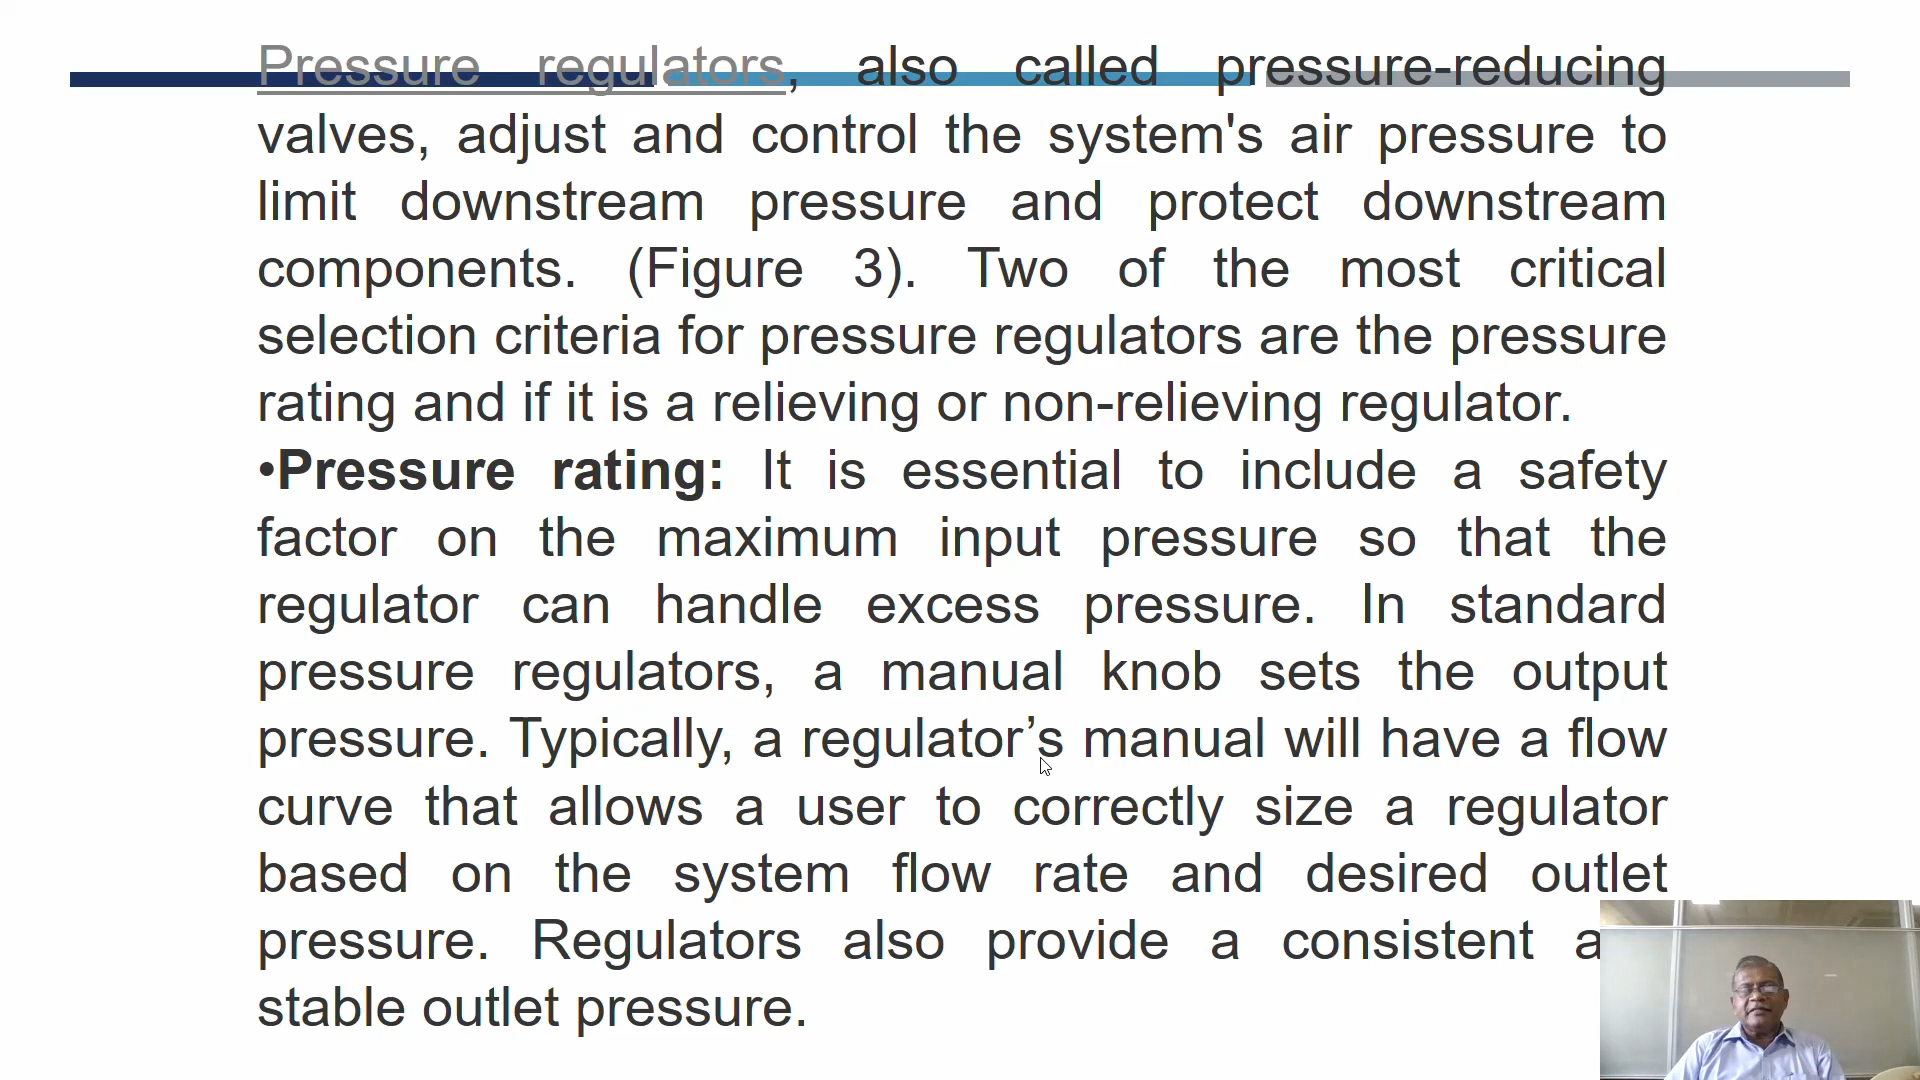 Pressure regulators, also called pressure-reducing
valves, adjust and control the system's air pressure to
limit downstream pressure and protect downstream
components. (Figure 3). Two of the most critical
selection criteria for pressure regulators are the pressure
rating and if it is a relieving or non-relieving regulator.
•Pressure rating: It is essential to include a safety
factor on the maximum input pressure so that the
regulator can handle excess pressure. In standard
pressure regulators, a manual knob sets the output
pressure. Typically, a regulator’s manual will have a flow
curve that allows a user to correctly size a regulator
based on the system flow rate and desired outlet
pressure. Regulators also provide a consistent
stable outlet pressure.